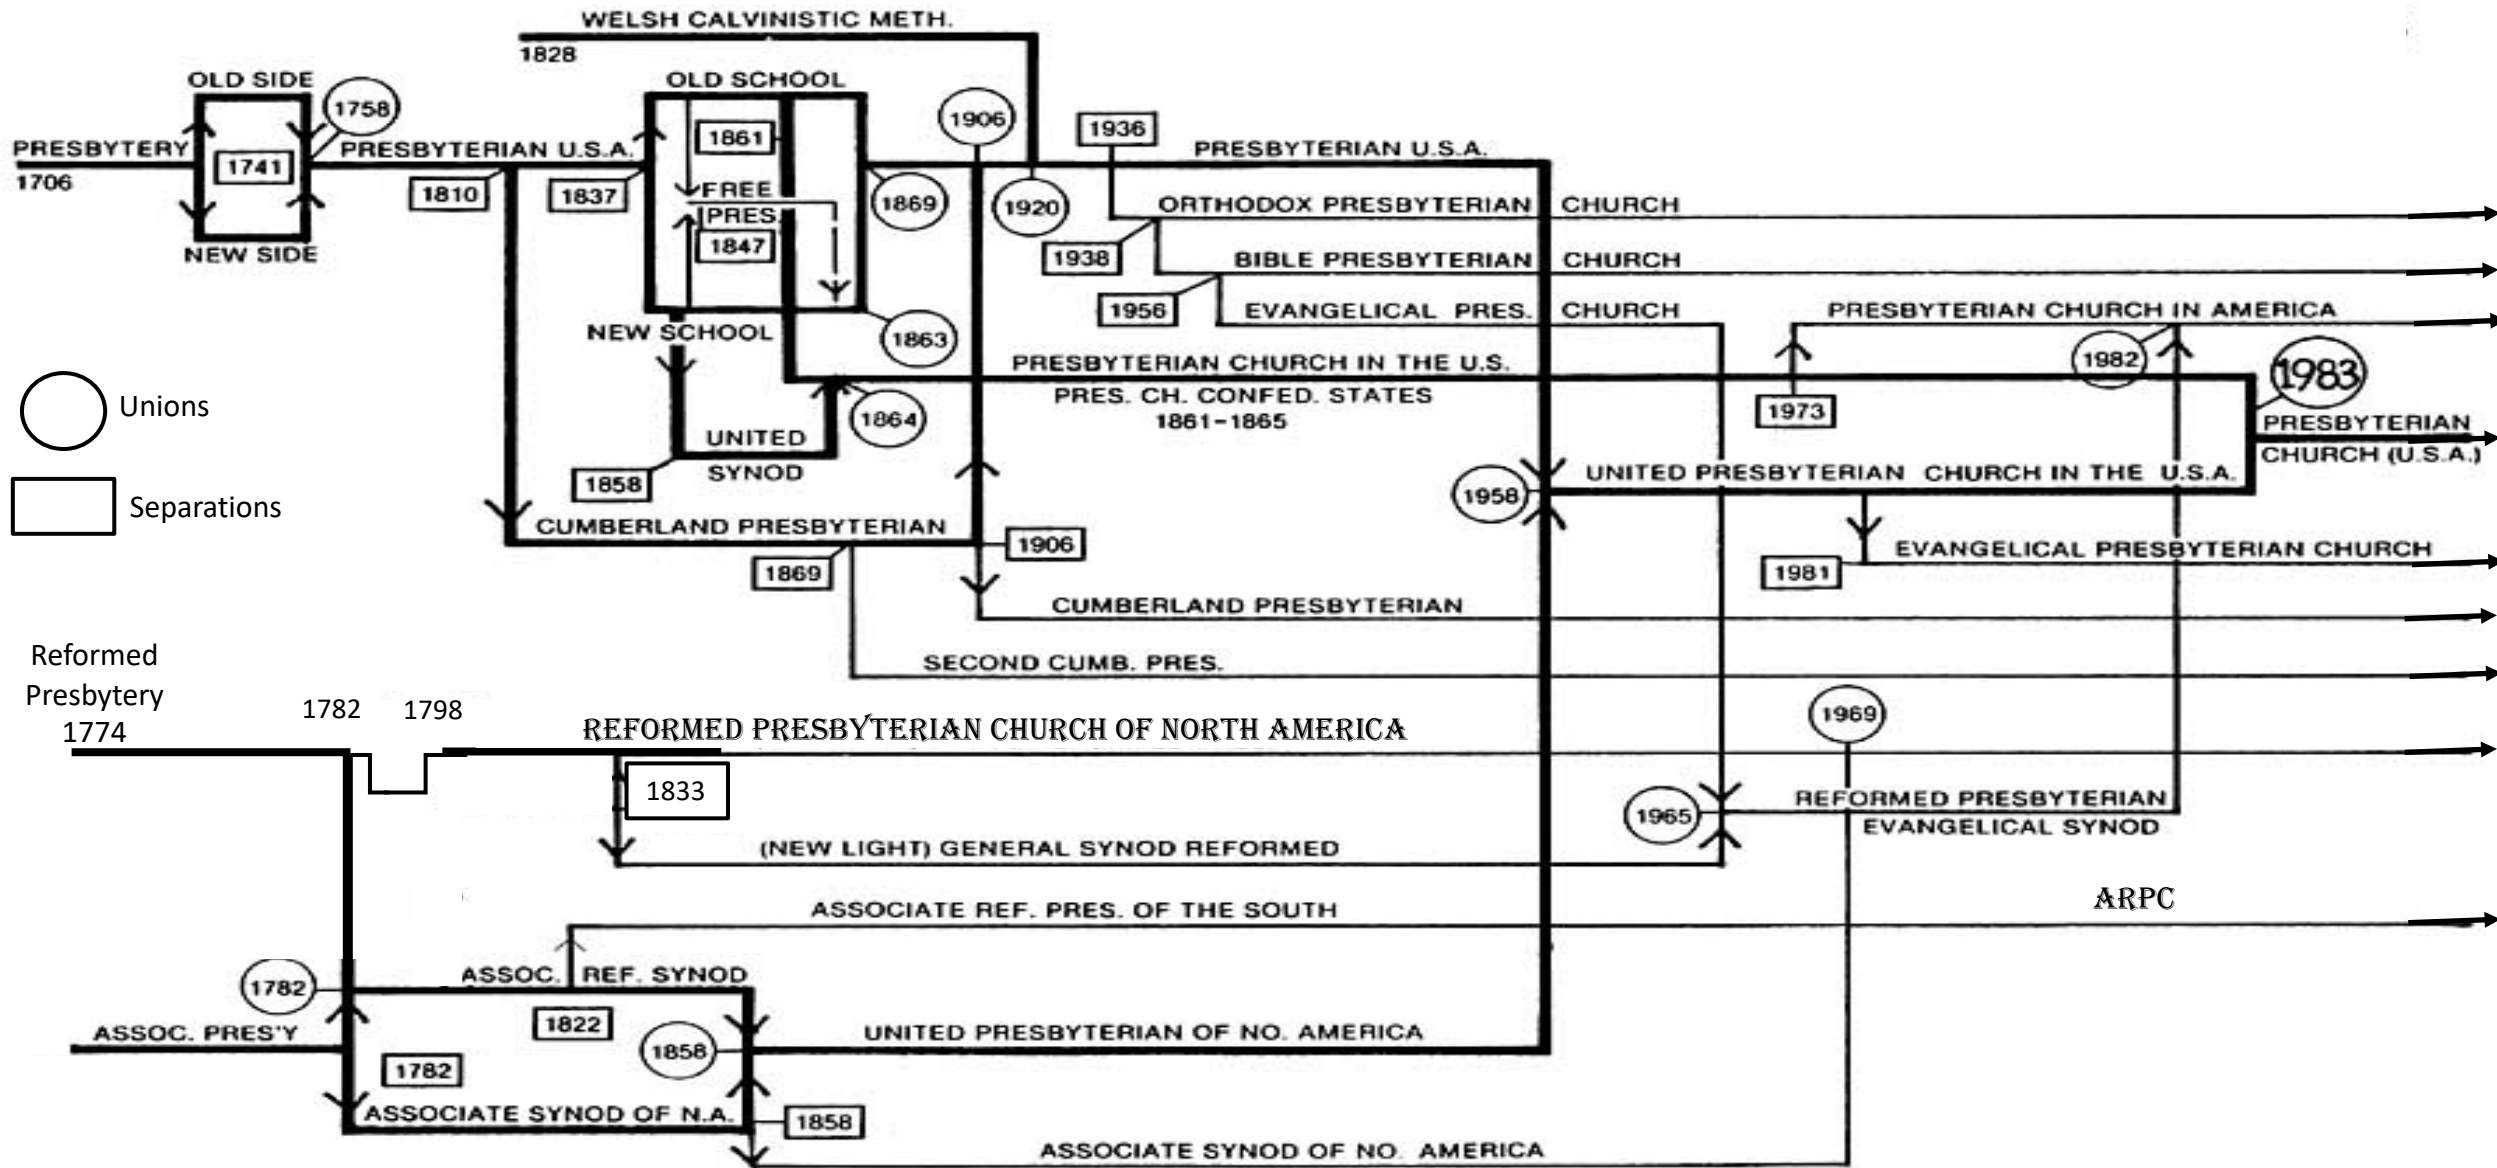 WELSH CALVINISTIC METH.
1828
OLD SIDE
OLD SCHOOL
1758
1906
1861
1936
PRESBYTERY
1706
1741
PRESBYTERIAN U.S.A.
PRESBYTERIAN U.S.A.
1810
1837
FREE
PRES.
1847
1869
1920
ORTHODOX PRESBYTERIAN CHURCH
NEW SIDE
1938
BIBLE PRESBYTERIAN CHURCH
1956
EVANGELICAL PRES. CHURCH
PRESBYTERIAN CHURCH IN AMERICA
NEW SCHOOL
1863
PRESBYTERIAN CHURCH IN THE U.S.
1982
1983
PRES. CH. CONFED. STATES
1861-1865
1973
Unions
1864
PRESBYTERIAN
CHURCH (U.S.A.)
UNITED
SYNOD
1858
1958
UNITED PRESBYTERIAN CHURCH IN THE U.S.A.
Separations
CUMBERLAND PRESBYTERIAN
1906
EVANGELICAL PRESBYTERIAN CHURCH
1869
1981
CUMBERLAND PRESBYTERIAN
SECOND CUMB. PRES.
Reformed
Presbytery
1774
1782
1798
REFORMED PRESBYTERIAN CHURCH OF NORTH AMERICA
1969
1833
REFORMED PRESBYTERIAN
EVANGELICAL SYNOD
1965
(NEW LIGHT) GENERAL SYNOD REFORMED
ARPC
ASSOCIATE REF. PRES. OF THE SOUTH
ASSOC. REF. SYNOD
1782
1822
ASSOC. PRES'Y
UNITED PRESBYTERIAN OF NO. AMERICA
1858
1782
ASSOCIATE SYNOD OF N.A.
1858
ASSOCIATE SYNOD OF NO. AMERICA